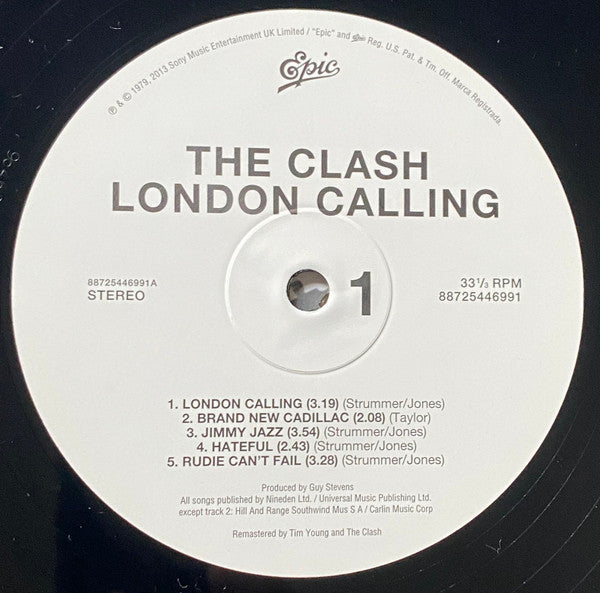 ℗ & © 1979, 2013 Sony Music Entertainment UK Limited / "Epic" and Epic Reg. U.S. Pat. & Tm. Off. Marca Registrada.
Epic
THE CLASH
LONDON CALLING
88725446991A
STEREO
1
33⅓ RPM
88725446991
1. LONDON CALLING (3.19) (Strummer/Jones)
2. BRAND NEW CADILLAC (2.08) (Taylor)
3. JIMMY JAZZ (3.54) (Strummer/Jones)
4. HATEFUL (2.43) (Strummer/Jones)
5. RUDIE CAN'T FAIL (3.28) (Strummer/Jones)
Produced by Guy Stevens
All songs published by Nineden Ltd. / Universal Music Publishing Ltd.
except track 2: Hill And Range Southwind Mus S A / Carlin Music Corp
Remastered by Tim Young and The Clash